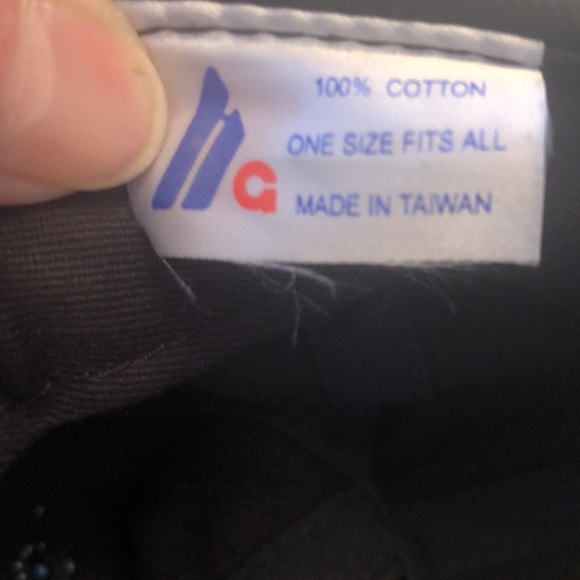 100% COTTON
ONE SIZE FITS ALL
MADE IN TAIWAN